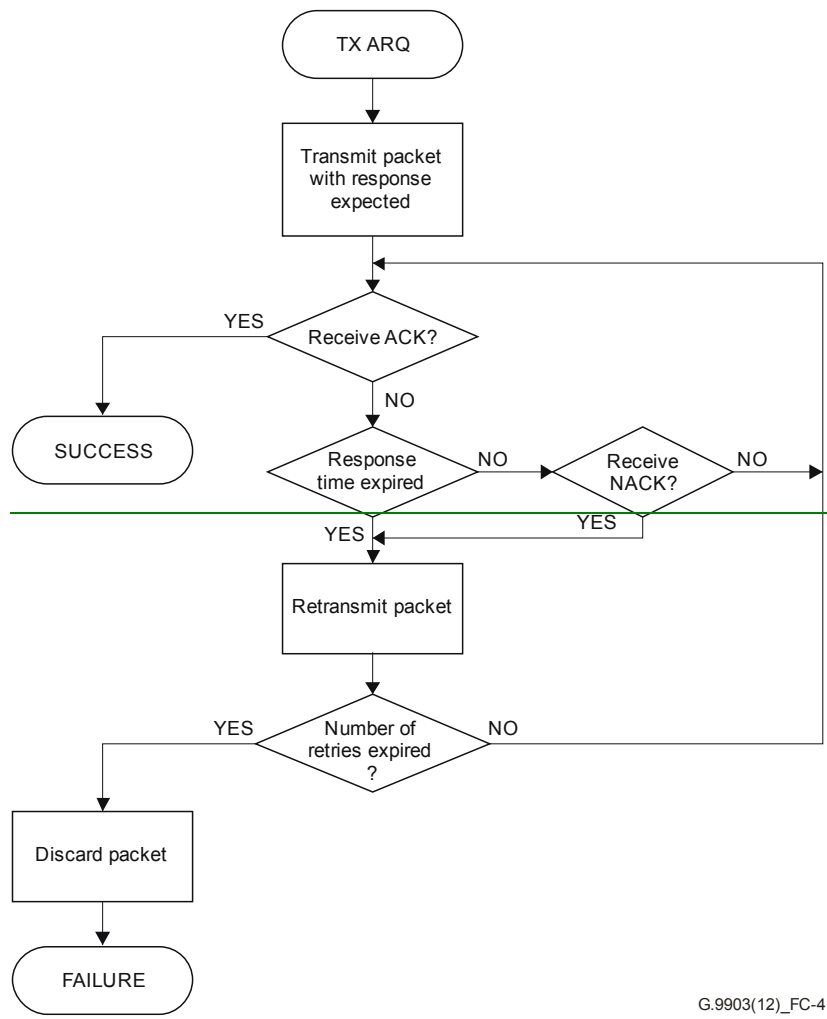 TX ARQ
Transmit packet
with response
expected
YES
Receive ACK?
NO
SUCCESS
Response
time expired
NO
Receive
NACK?
NO
YES
YES
Retransmit packet
YES
Number of
retries expired
?
NO
Discard packet
FAILURE
G.9903(12)_FC-4